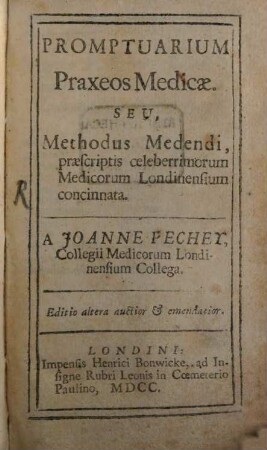 PROMPTUARIUM
Praxeos Medicæ.
SEU,
Methodus Medendi,
præscriptis celeberrimorum
Medicorum Londinensium
concinnata.
R
A JOANNE PECHEY,
Collegii Medicorum Londi-
nensium Collega.
Editio altera auctior & emendatior.
LONDINI:
Impensis Henrici Bonwicke, ad In-
signe Rubri Leonis in Cœmeterio
Paulino, MDCC.